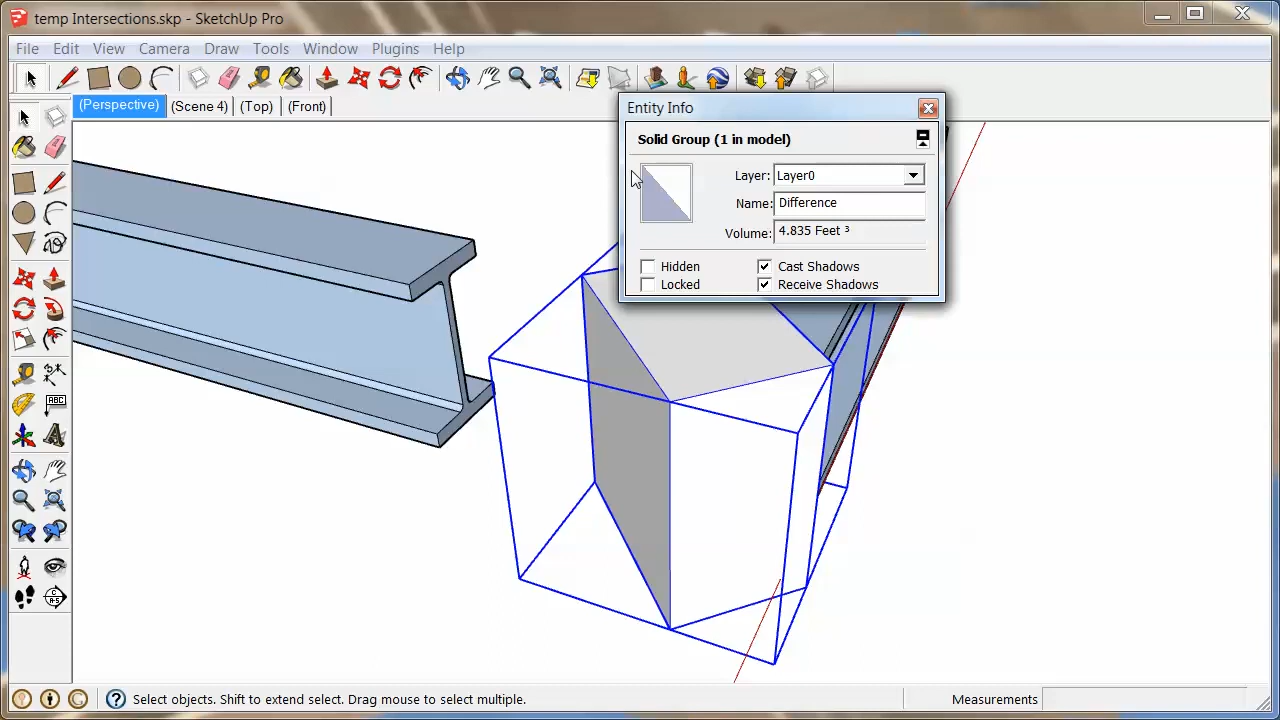 temp Intersections.skp - SketchUp Pro
File Edit View Camera Draw Tools Window Plugins Help
(Perspective) (Scene 4) (Top) (Front)
Entity Info
Solid Group (1 in model)
Layer: Layer0
Name: Difference
Volume: 4.835 Feet ³
Hidden Cast Shadows
Locked Receive Shadows
ABC
Select objects. Shift to extend select. Drag mouse to select multiple. Measurements